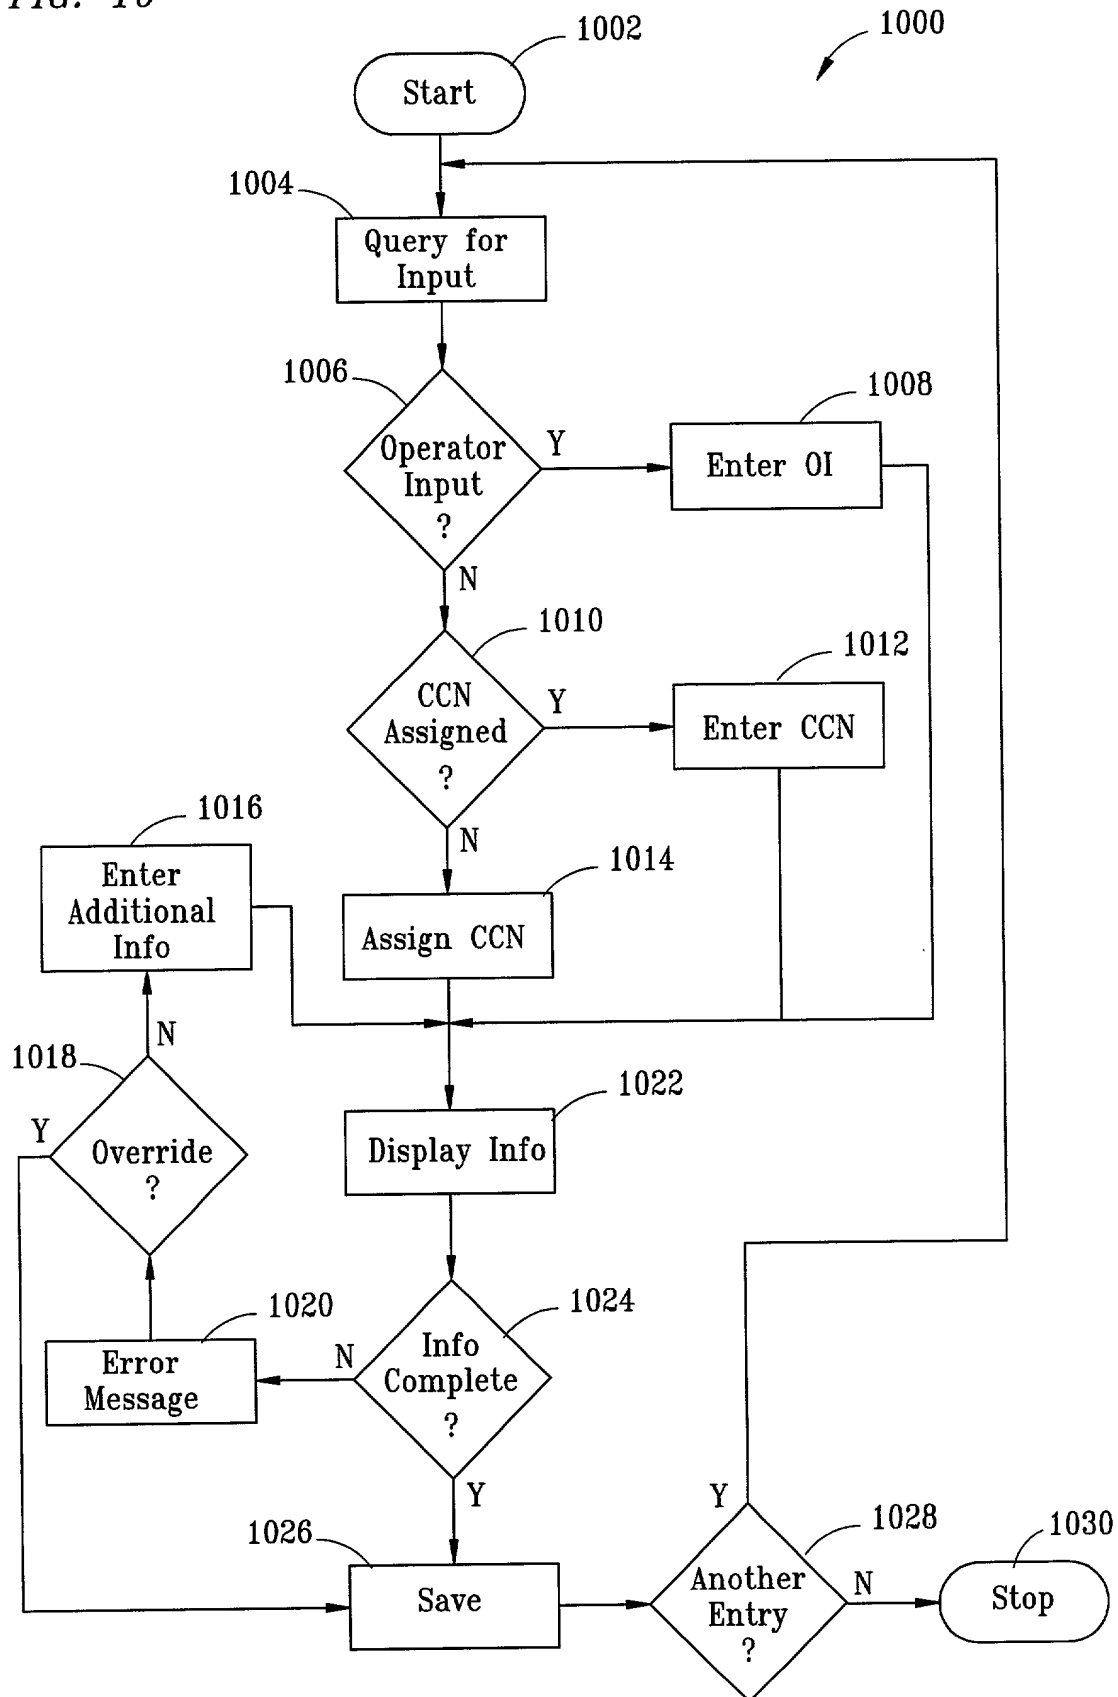 1002
1000
Start
1004
Query for
Input
1006
1008
Operator
Input
?
Y
Enter OI
N
1010
1012
CCN
Assigned
?
Y
Enter CCN
N
1016
1014
Enter
Additional
Info
Assign CCN
N
1018
1022
Y
Override
?
Display Info
1020
1024
Error
Message
N
Info
Complete
?
Y
1026
Y
1028
1030
Save
Another
Entry
?
N
Stop